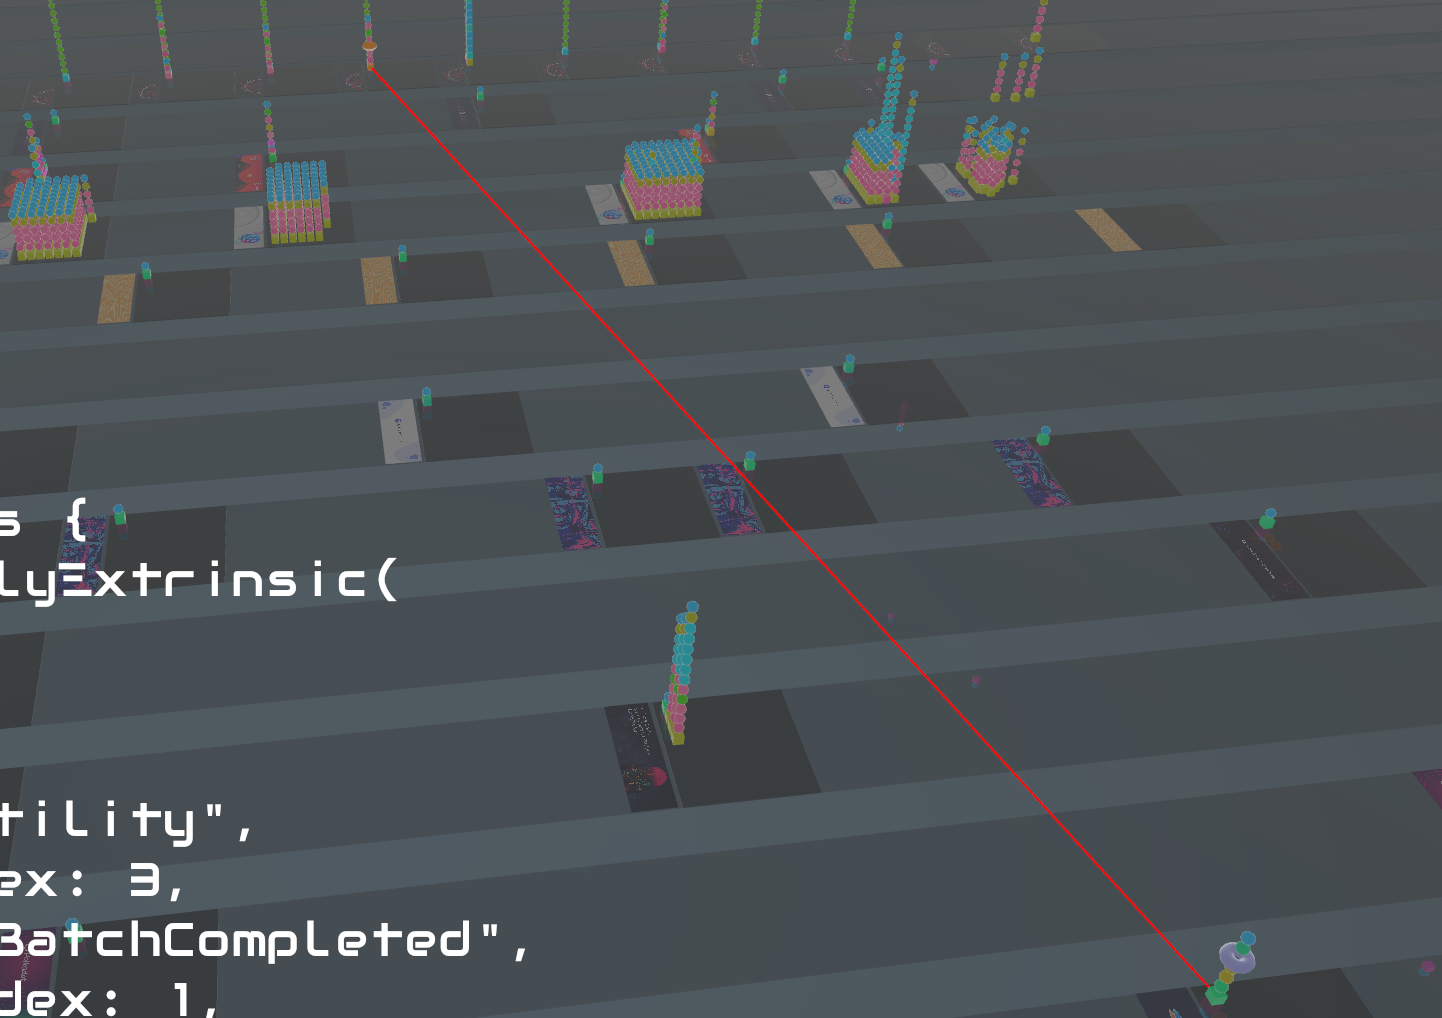 s {
lyExtrinsic(
tility",
ex: 3,
BatchCompleted",
dex: 1,